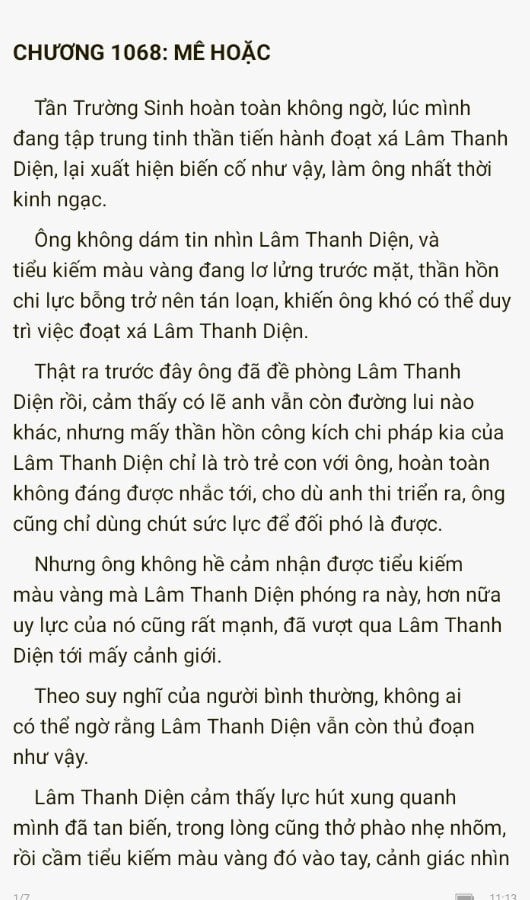 CHƯƠNG 1068: MÊ HOẶC
Tần Trường Sinh hoàn toàn không ngờ, lúc mình
đang tập trung tinh thần tiến hành đoạt xá Lâm Thanh
Diện, lại xuất hiện biến cố như vậy, làm ông nhất thời
kinh ngạc.
Ông không dám tin nhìn Lâm Thanh Diện, và
tiểu kiếm màu vàng đang lơ lửng trước mặt, thần hồn
chi lực bỗng trở nên tán loạn, khiến ông khó có thể duy
trì việc đoạt xá Lâm Thanh Diện.
Thật ra trước đây ông đã đề phòng Lâm Thanh
Diện rồi, cảm thấy có lẽ anh vẫn còn đường lui nào
khác, nhưng mấy thần hồn công kích chi pháp kia của
Lâm Thanh Diện chỉ là trò trẻ con với ông, hoàn toàn
không đáng được nhắc tới, cho dù anh thi triển ra, ông
cũng chỉ dùng chút sức lực để đối phó là được.
Nhưng ông không hề cảm nhận được tiểu kiếm
màu vàng mà Lâm Thanh Diện phóng ra này, hơn nữa
uy lực của nó cũng rất mạnh, đã vượt qua Lâm Thanh
Diện tới mấy cảnh giới.
Theo suy nghĩ của người bình thường, không ai
có thể ngờ rằng Lâm Thanh Diện vẫn còn thủ đoạn
như vậy.
Lâm Thanh Diện cảm thấy lực hút xung quanh
mình đã tan biến, trong lòng cũng thở phào nhẹ nhõm,
rồi cầm tiểu kiếm màu vàng đó vào tay, cảnh giác nhìn
1/7
11:13